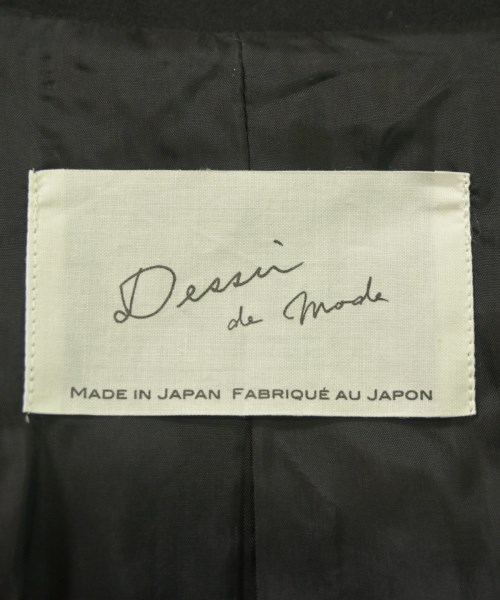 Dessin
de Mode
MADE IN JAPAN FABRIQUÉ AU JAPON